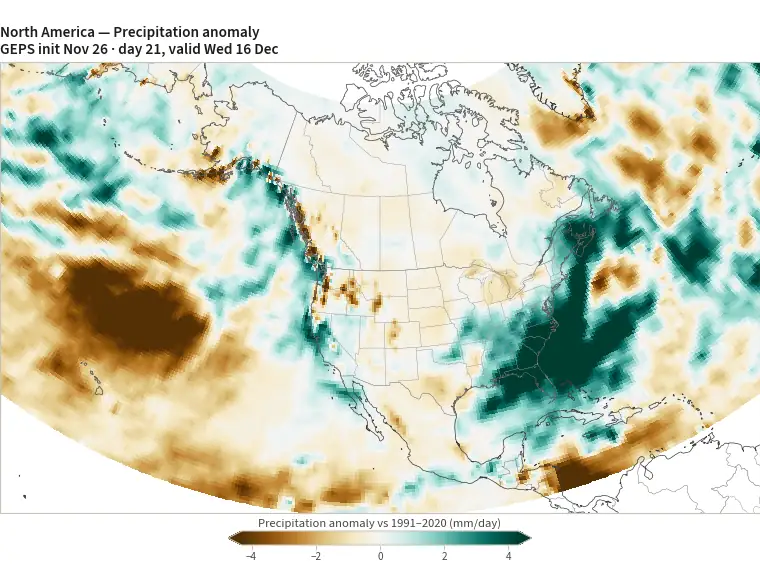 North America — Precipitation anomaly
GEPS init Nov 26 · day 21, valid Wed 16 Dec
Precipitation anomaly vs 1991–2020 (mm/day)
−4 −2 0 2 4